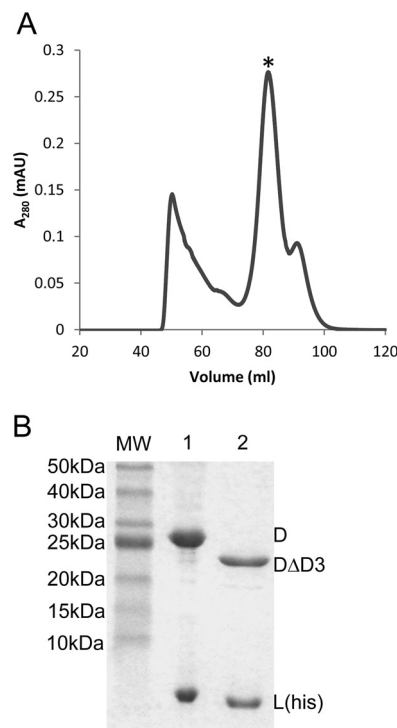 A
0.3
*
0.25
0.2
0.15
0.1
0.05
0
A280 (mAU)
20 40 60 80 100 120
Volume (ml)
B
MW 1 2
50kDa
40kDa
30kDa
25kDa
20kDa
15kDa
10kDa
D
DΔD3
L(his)